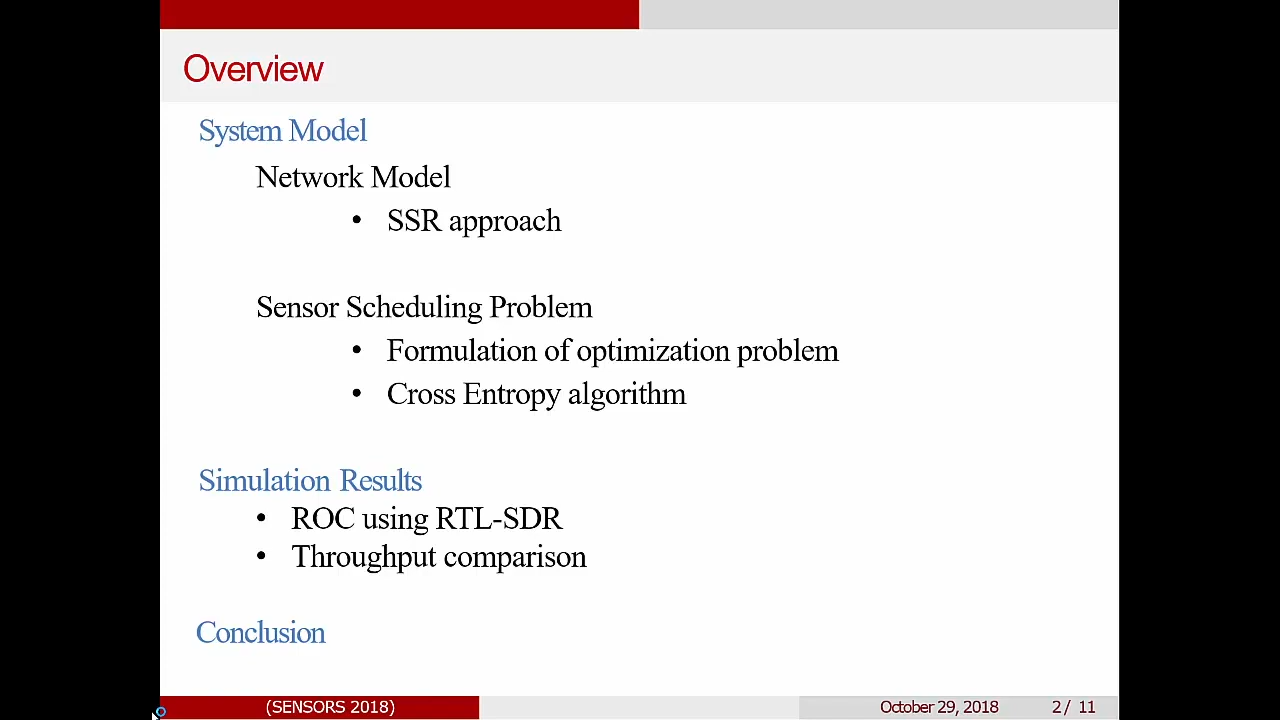 Overview
System Model
Network Model
• SSR approach
Sensor Scheduling Problem
• Formulation of optimization problem
• Cross Entropy algorithm
Simulation Results
• ROC using RTL-SDR
• Throughput comparison
Conclusion
(SENSORS 2018) October 29, 2018 2 / 11